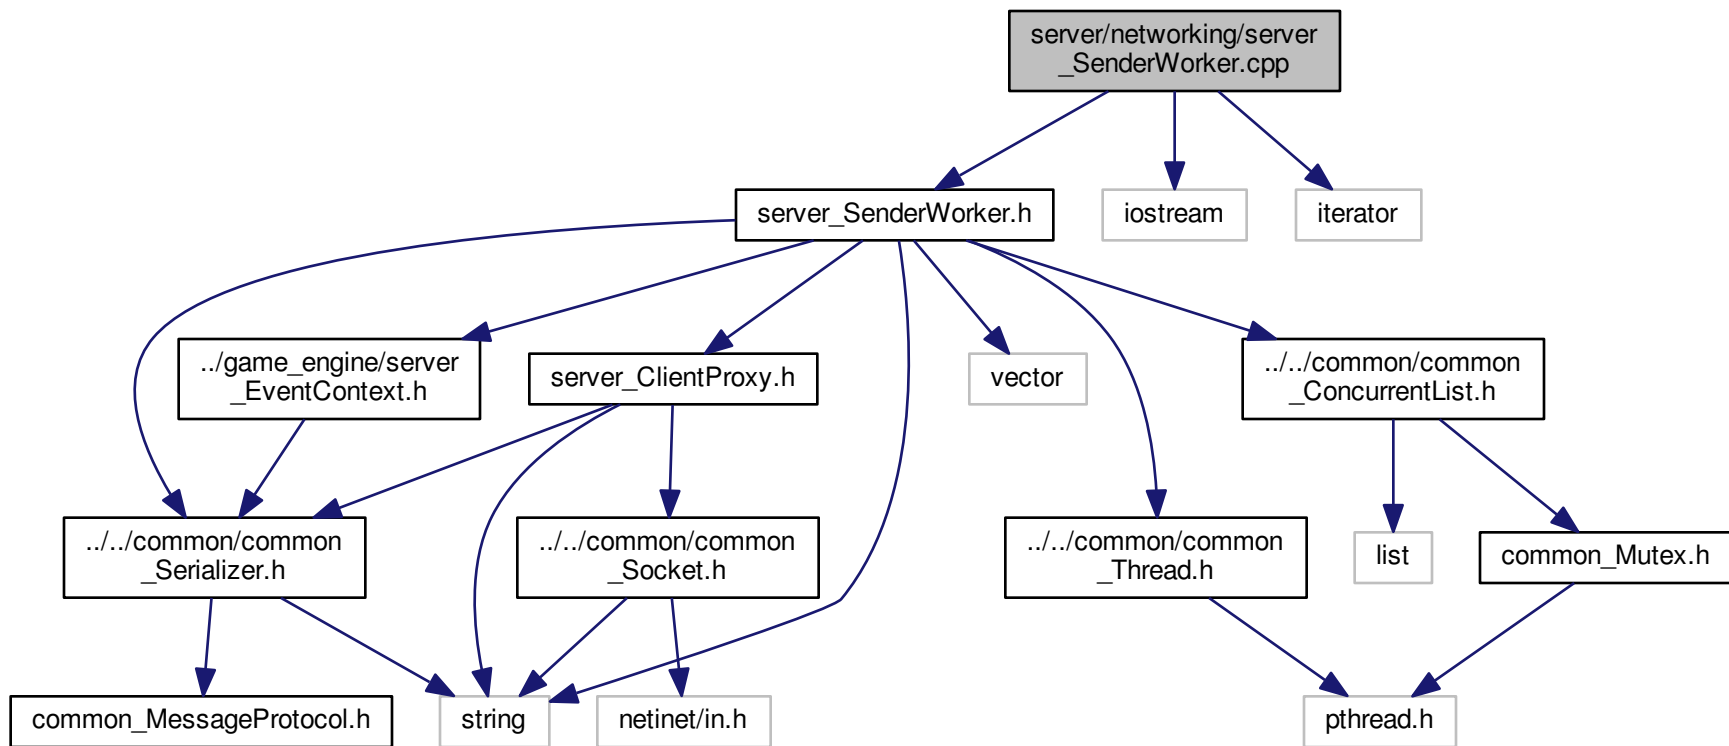 server/networking/server
_SenderWorker.cpp
server_SenderWorker.h
iostream
iterator
../game_engine/server
_EventContext.h
server_ClientProxy.h
vector
../../common/common
_ConcurrentList.h
../../common/common
_Serializer.h
../../common/common
_Socket.h
../../common/common
_Thread.h
list
common_Mutex.h
common_MessageProtocol.h
string
netinet/in.h
pthread.h